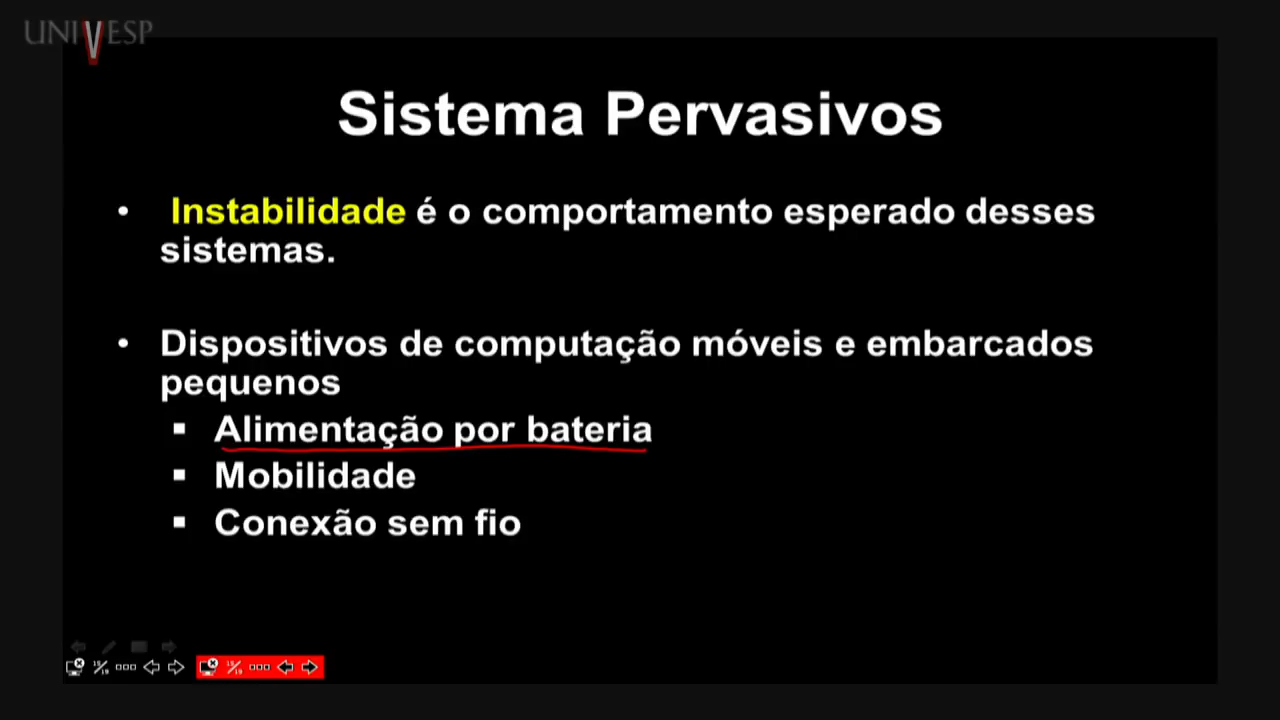 UNIVESP
Sistema Pervasivos
• Instabilidade é o comportamento esperado desses
sistemas.
• Dispositivos de computação móveis e embarcados
pequenos
▪ Alimentação por bateria
▪ Mobilidade
▪ Conexão sem fio